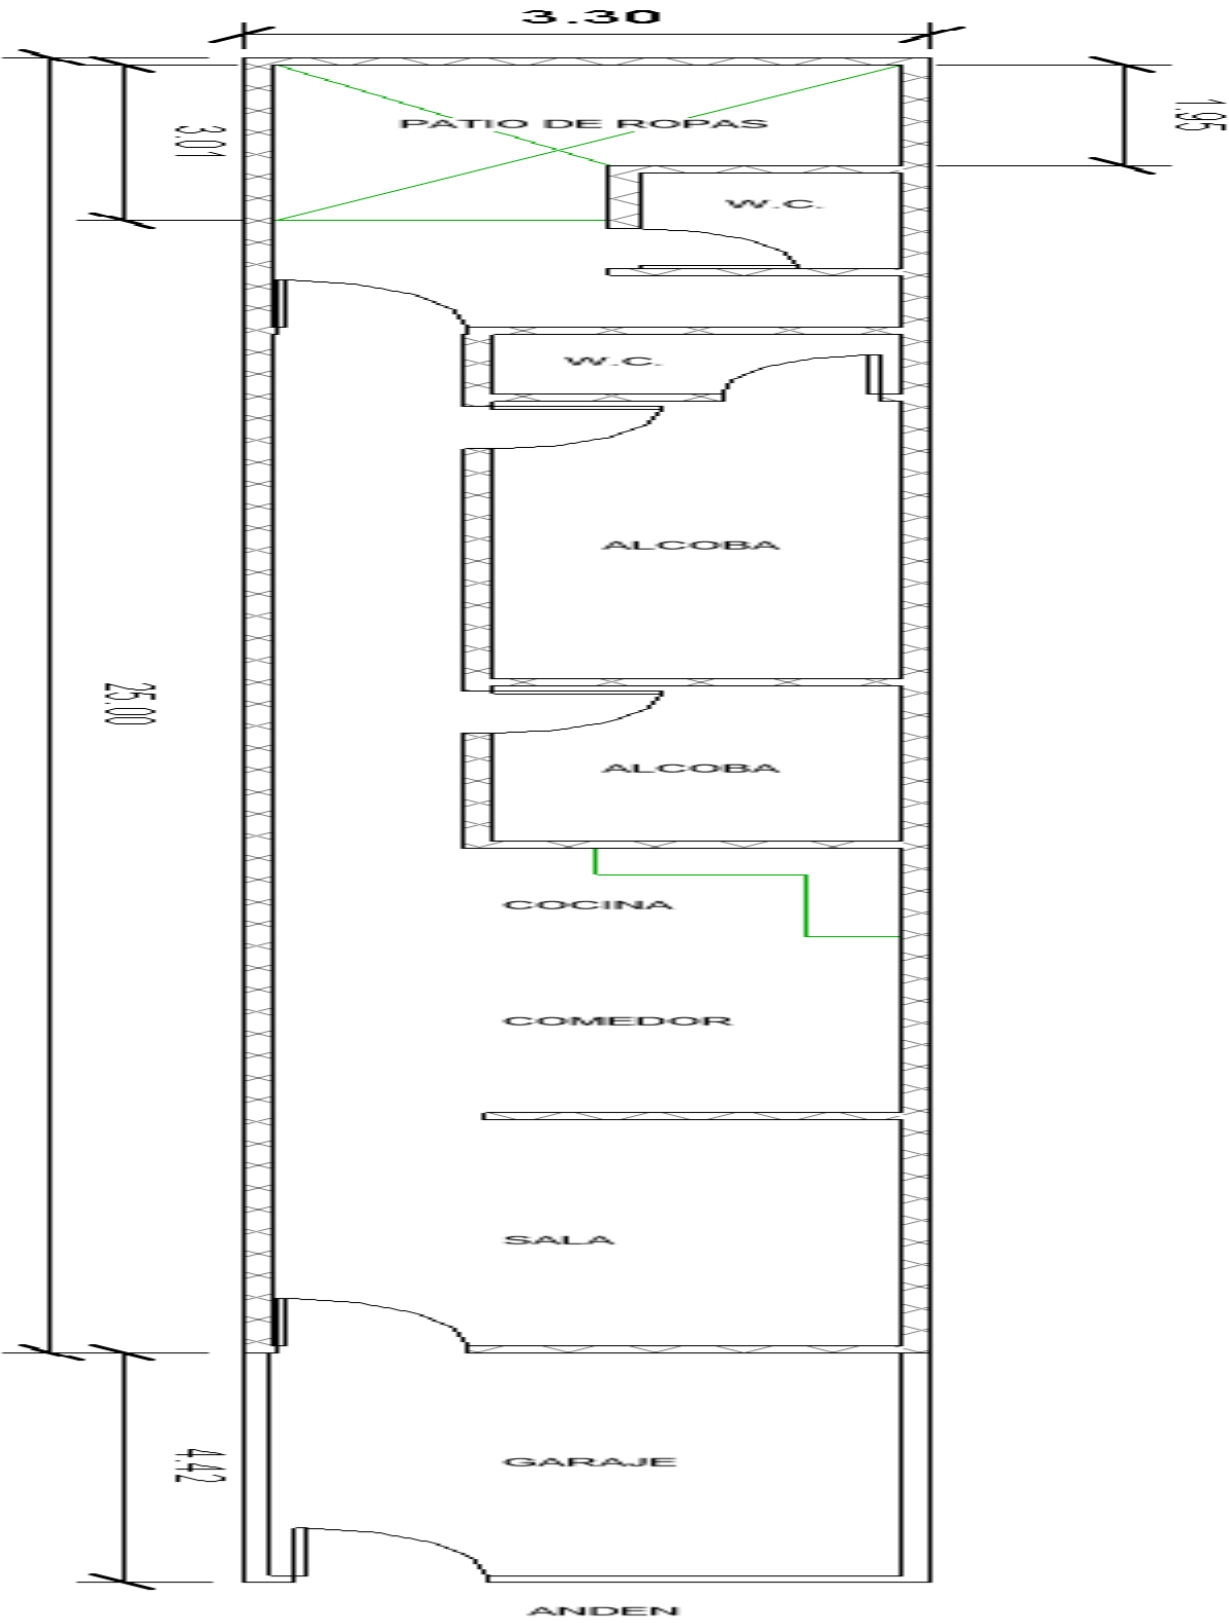 3.30
1.95
PATIO DE ROPAS
3.01
W.C.
W.C.
ALCOBA
25.00
ALCOBA
COCINA
COMEDOR
SALA
GARAJE
4.42
ANDEN